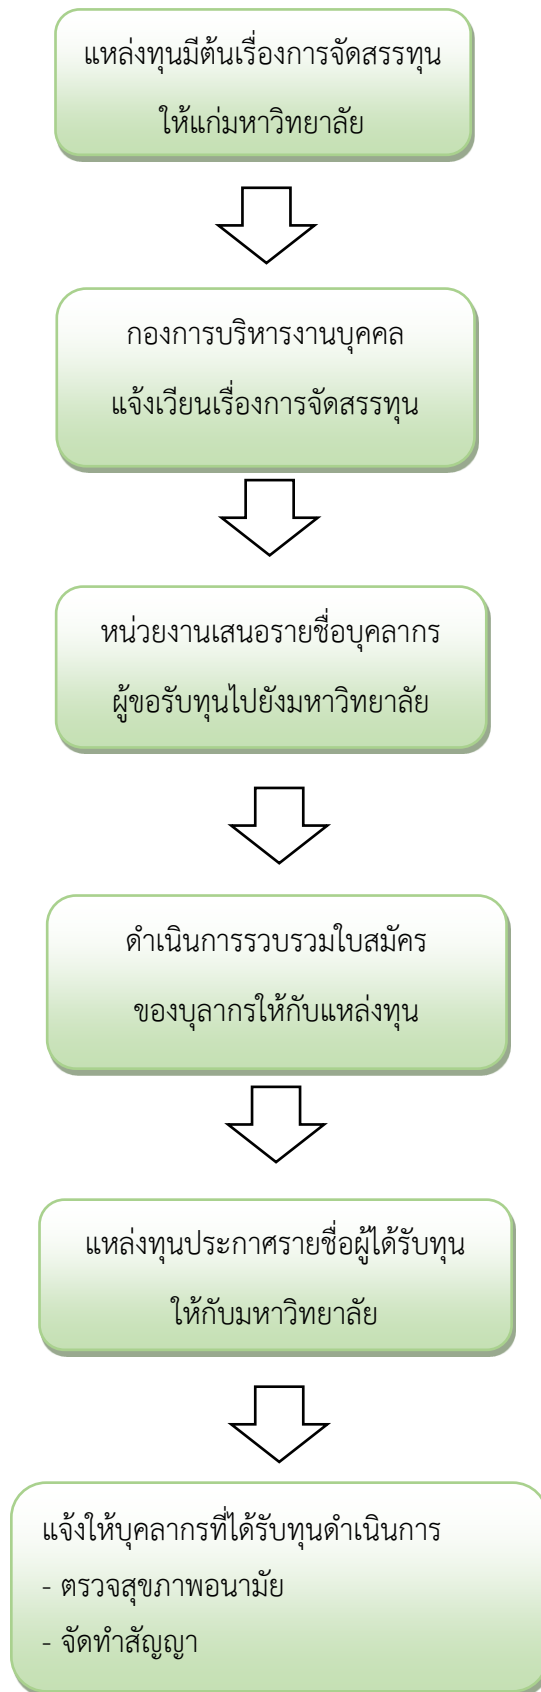 แหล่งทุนมีต้นเรื่องการจัดสรรทุน
ให้แก่มหาวิทยาลัย
กองการบริหารงานบุคคล
แจ้งเวียนเรื่องการจัดสรรทุน
หน่วยงานเสนอรายชื่อบุคลากร
ผู้ขอรับทุนไปยังมหาวิทยาลัย
ดำเนินการรวบรวมใบสมัคร
ของบุลากรให้กับแหล่งทุน
แหล่งทุนประกาศรายชื่อผู้ได้รับทุน
ให้กับมหาวิทยาลัย
แจ้งให้บุคลากรที่ได้รับทุนดำเนินการ
- ตรวจสุขภาพอนามัย
- จัดทำสัญญา